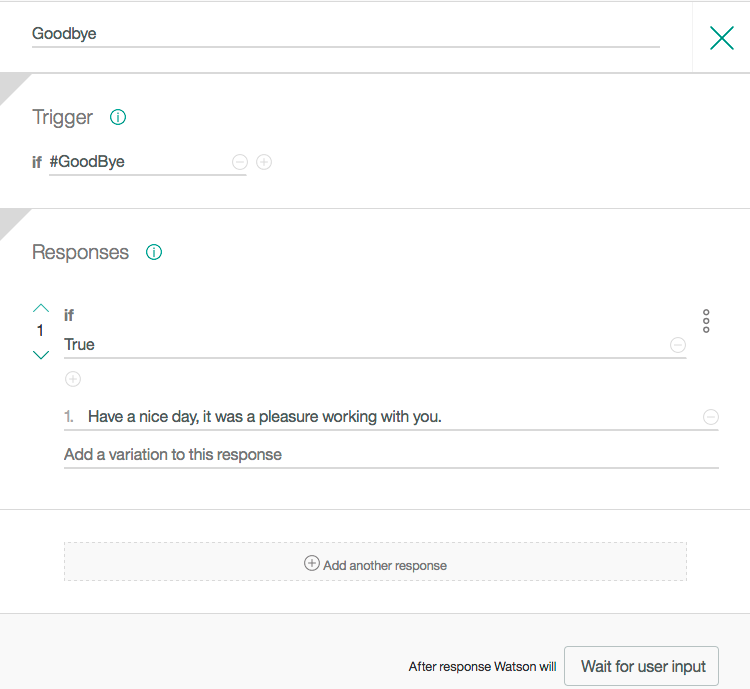 Goodbye
Trigger
if #GoodBye
Responses
if
1
True
1. Have a nice day, it was a pleasure working with you.
Add a variation to this response
Add another response
After response Watson will Wait for user input